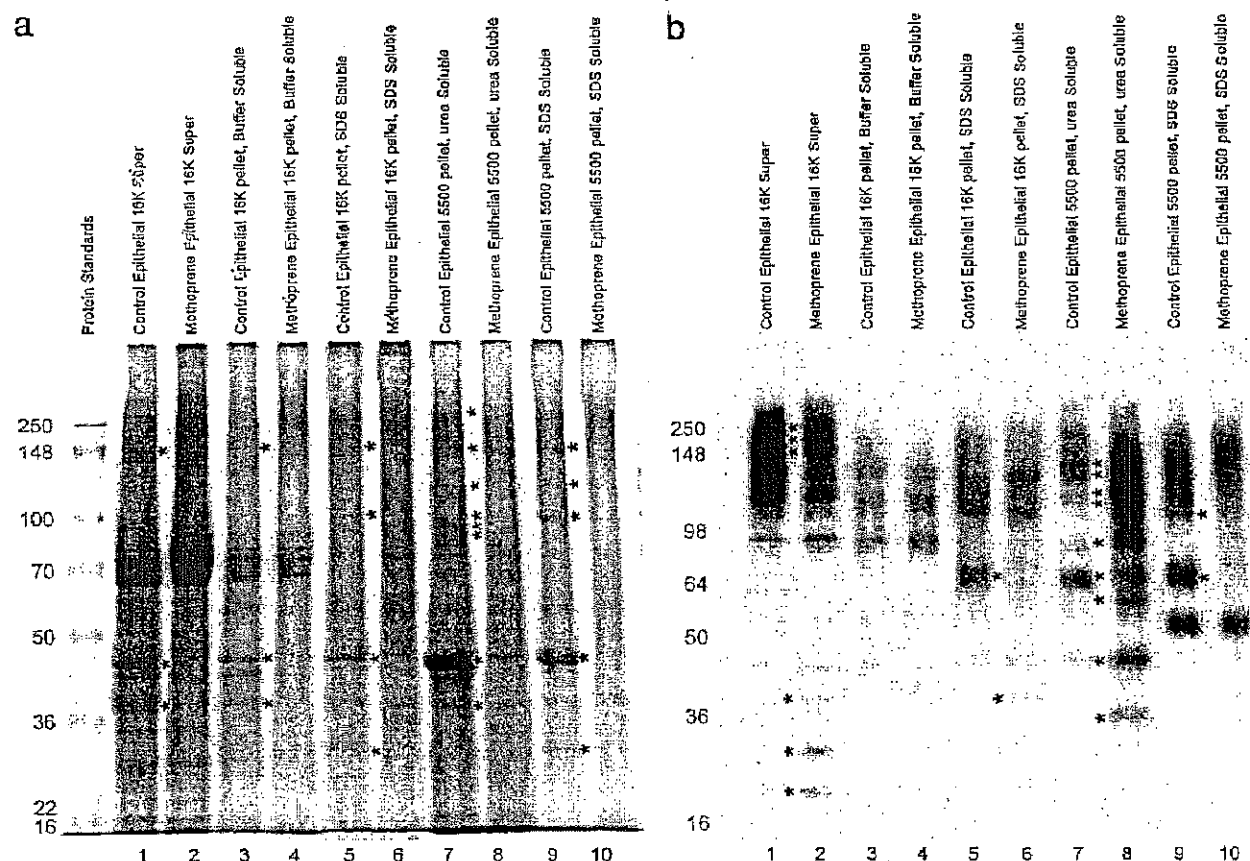 a
Protein Standards
Control Epithelial 16K Super
Methoprene Epithelial 16K Super
Control Epithelial 16K pellet, Buffer Soluble
Methoprene Epithelial 16K pellet, Buffer Soluble
Control Epithelial 16K pellet, SDS Soluble
Methoprene Epithelial 16K pellet, SDS Soluble
Control Epithelial 5500 pellet, urea Soluble
Methoprene Epithelial 5500 pellet, urea Soluble
Control Epithelial 5500 pellet, SDS Soluble
Methoprene Epithelial 5500 pellet, SDS Soluble
250
148
100
70
50
36
22
16
1 2 3 4 5 6 7 8 9 10
b
Control Epithelial 16K Super
Methoprene Epithelial 16K Super
Control Epithelial 16K pellet, Buffer Soluble
Methoprene Epithelial 16K pellet, Buffer Soluble
Control Epithelial 16K pellet, SDS Soluble
Methoprene Epithelial 16K pellet, SDS Soluble
Control Epithelial 5500 pellet, urea Soluble
Methoprene Epithelial 5500 pellet, urea Soluble
Control Epithelial 5500 pellet, SDS Soluble
Methoprene Epithelial 5500 pellet, SDS Soluble
250
148
98
64
50
36
16
1 2 3 4 5 6 7 8 9 10